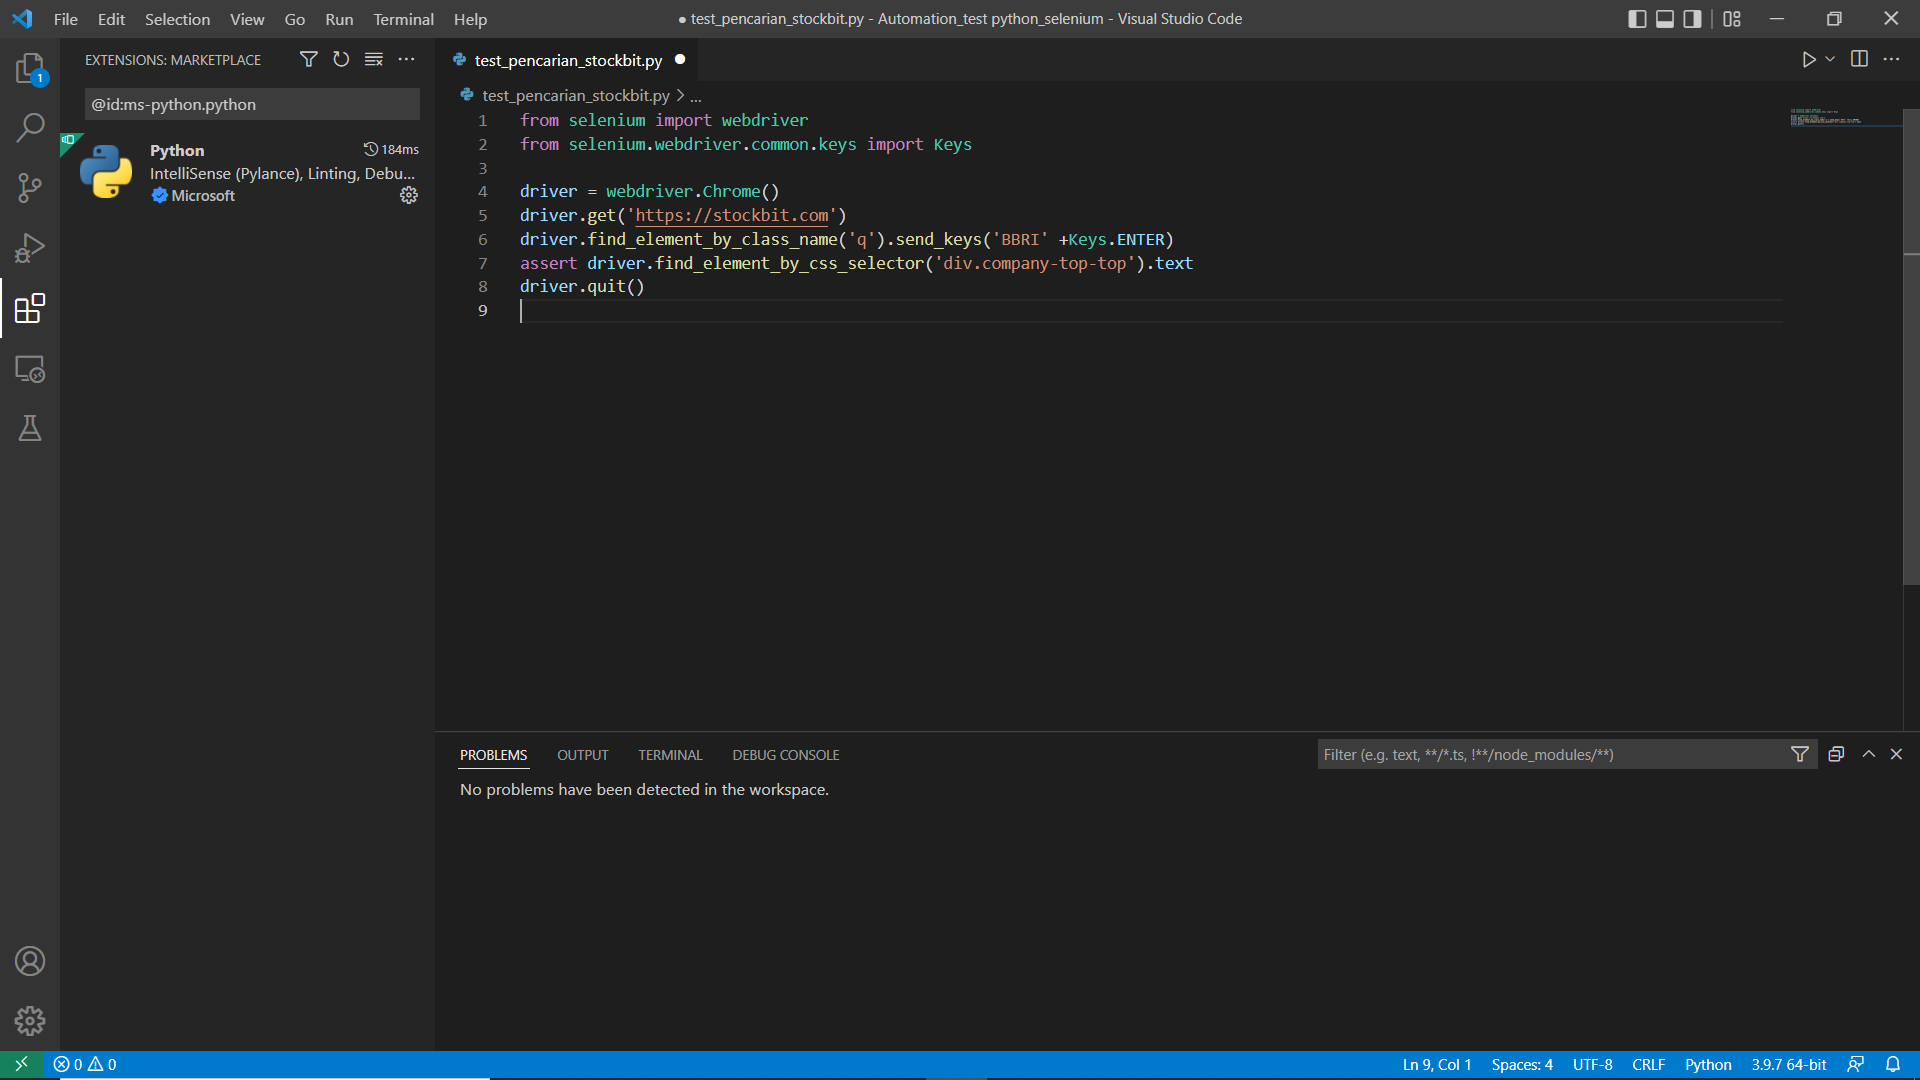 File Edit Selection View Go Run Terminal Help
● test_pencarian_stockbit.py - Automation_test python_selenium - Visual Studio Code
EXTENSIONS: MARKETPLACE
@id:ms-python.python
Python 184ms
IntelliSense (Pylance), Linting, Debu...
Microsoft
1
test_pencarian_stockbit.py ●
test_pencarian_stockbit.py > ...
1 from selenium import webdriver
2 from selenium.webdriver.common.keys import Keys
3
4 driver = webdriver.Chrome()
5 driver.get('https://stockbit.com')
6 driver.find_element_by_class_name('q').send_keys('BBRI' +Keys.ENTER)
7 assert driver.find_element_by_css_selector('div.company-top-top').text
8 driver.quit()
9
PROBLEMS OUTPUT TERMINAL DEBUG CONSOLE
Filter (e.g. text, **/*.ts, !**/node_modules/**)
No problems have been detected in the workspace.
0 0
Ln 9, Col 1 Spaces: 4 UTF-8 CRLF Python 3.9.7 64-bit